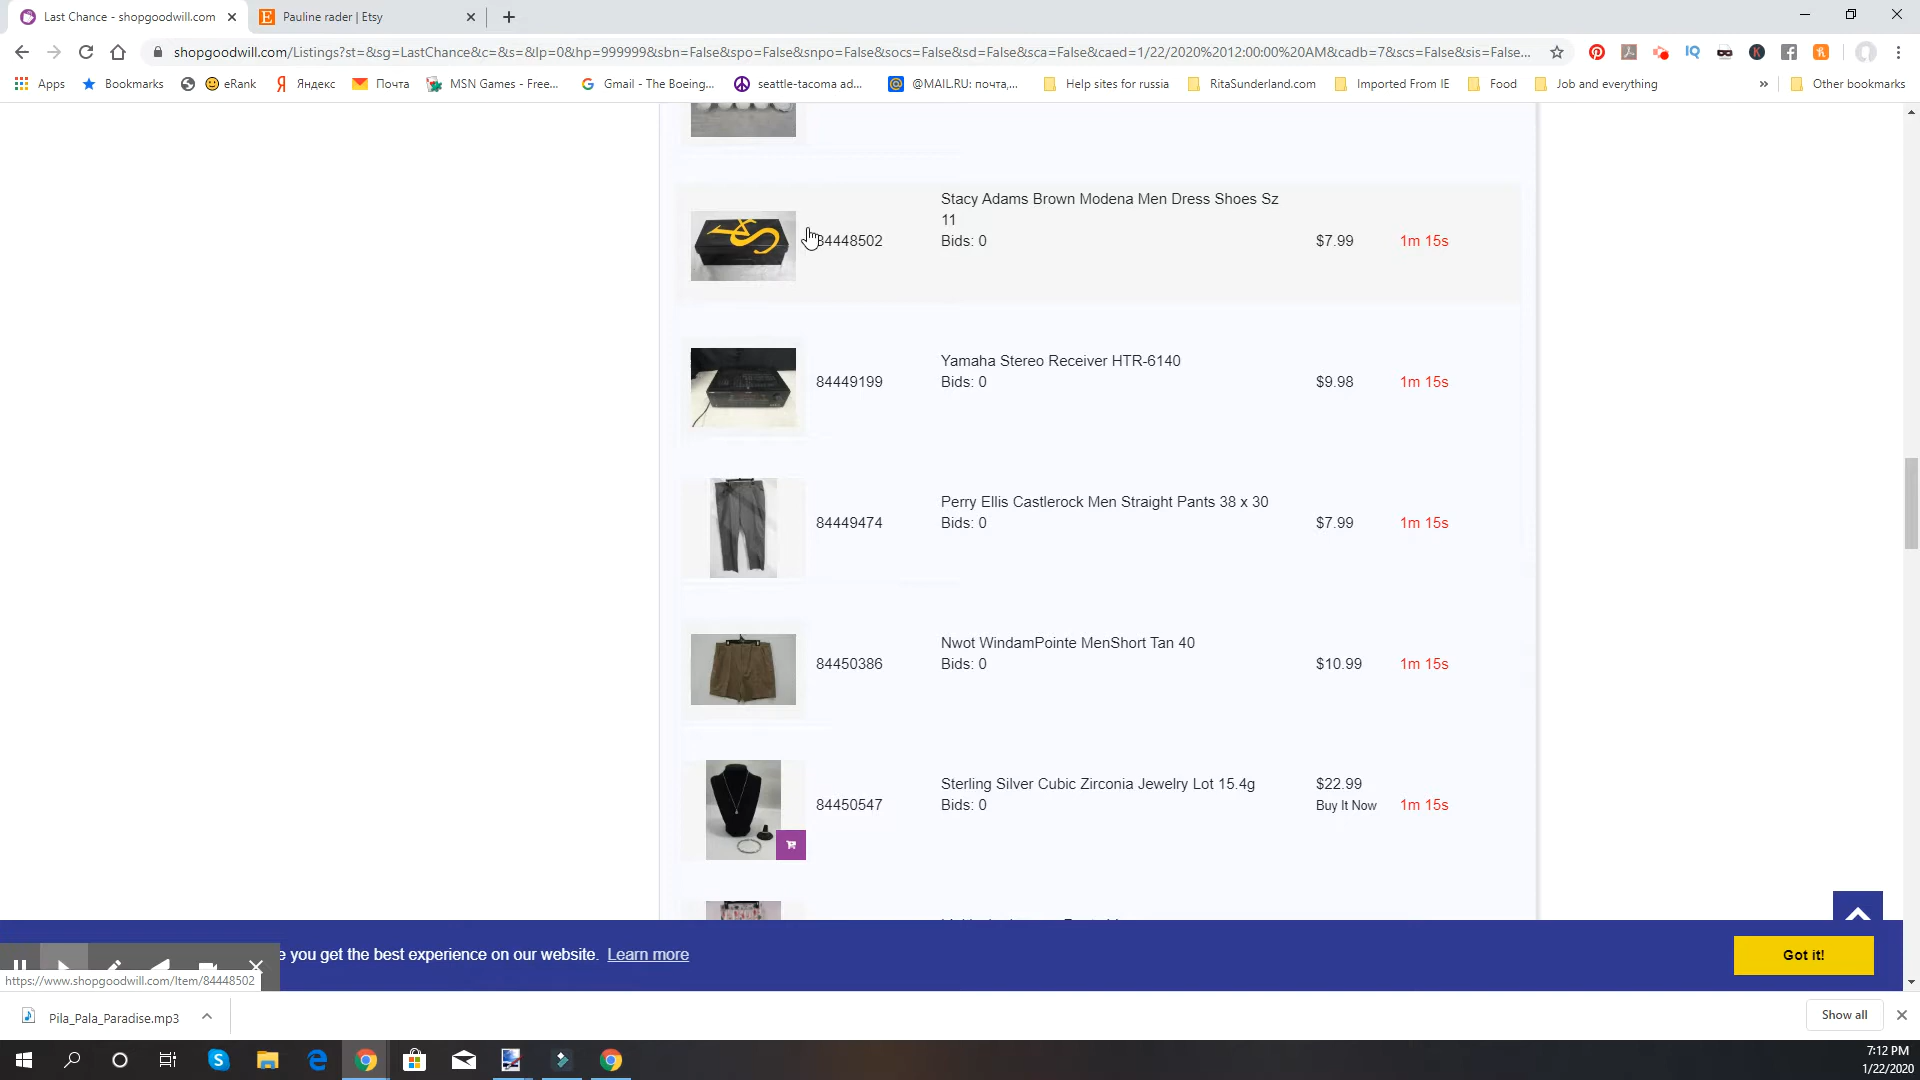 Last Chance - shopgoodwill.com
Pauline rader | Etsy
shopgoodwill.com/Listings?st=&sg=LastChance&c=&s=&lp=0&hp=999999&sbn=False&spo=False&snpo=False&socs=False&sd=False&sca=False&caed=1/22/2020%2012:00:00%20AM&cadb=7&scs=False&sis=False...
Apps
Bookmarks
eRank
Яндекс
Почта
MSN Games - Free...
Gmail - The Boeing...
seattle-tacoma ad...
@MAIL.RU: почта,...
Help sites for russia
RitaSunderland.com
Imported From IE
Food
Job and everything
»
Other bookmarks
Stacy Adams Brown Modena Men Dress Shoes Sz
11
84448502
Bids: 0
$7.99
1m 15s
Yamaha Stereo Receiver HTR-6140
84449199
Bids: 0
$9.98
1m 15s
Perry Ellis Castlerock Men Straight Pants 38 x 30
84449474
Bids: 0
$7.99
1m 15s
Nwot WindamPointe MenShort Tan 40
84450386
Bids: 0
$10.99
1m 15s
Sterling Silver Cubic Zirconia Jewelry Lot 15.4g
$22.99
84450547
Bids: 0
Buy It Now
1m 15s
e you get the best experience on our website. Learn more
Got it!
https://www.shopgoodwill.com/Item/84448502
Pila_Pala_Paradise.mp3
Show all
7:12 PM
1/22/2020